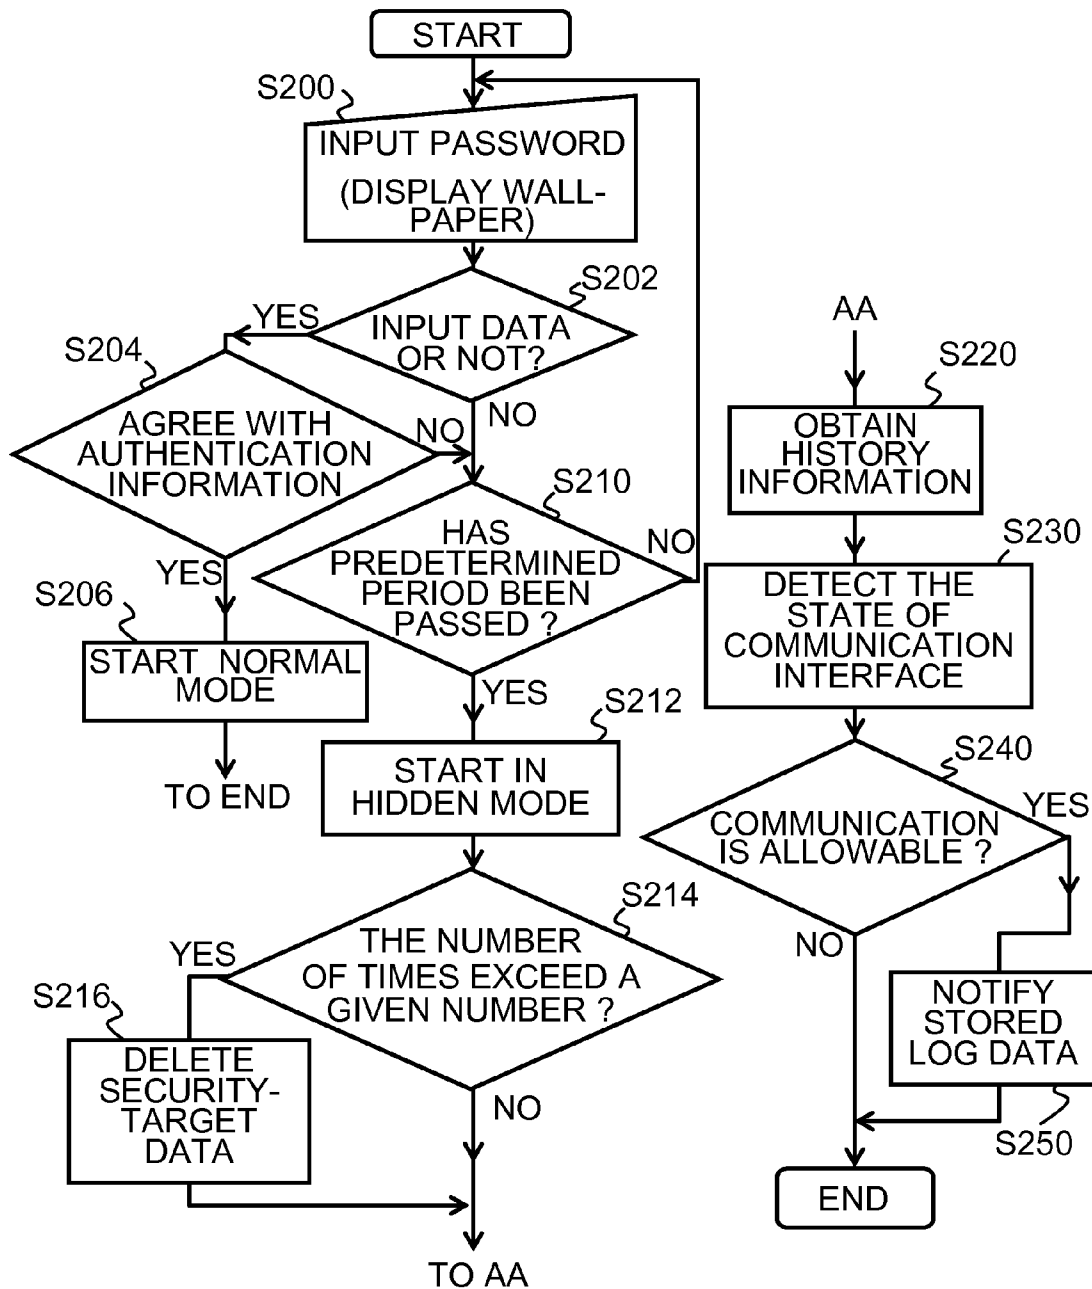 START
S200
INPUT PASSWORD
(DISPLAY WALL-
PAPER)
S202
INPUT DATA
OR NOT?
YES
NO
S204
AGREE WITH
AUTHENTICATION
INFORMATION
NO
YES
S206
START NORMAL
MODE
TO END
S210
HAS
PREDETERMINED
PERIOD BEEN
PASSED ?
NO
YES
S212
START IN
HIDDEN MODE
S214
THE NUMBER
OF TIMES EXCEED A
GIVEN NUMBER ?
YES
NO
S216
DELETE
SECURITY-
TARGET
DATA
TO AA
AA
S220
OBTAIN
HISTORY
INFORMATION
S230
DETECT THE
STATE OF
COMMUNICATION
INTERFACE
S240
COMMUNICATION
IS ALLOWABLE ?
YES
NO
NOTIFY
STORED
LOG DATA
S250
END